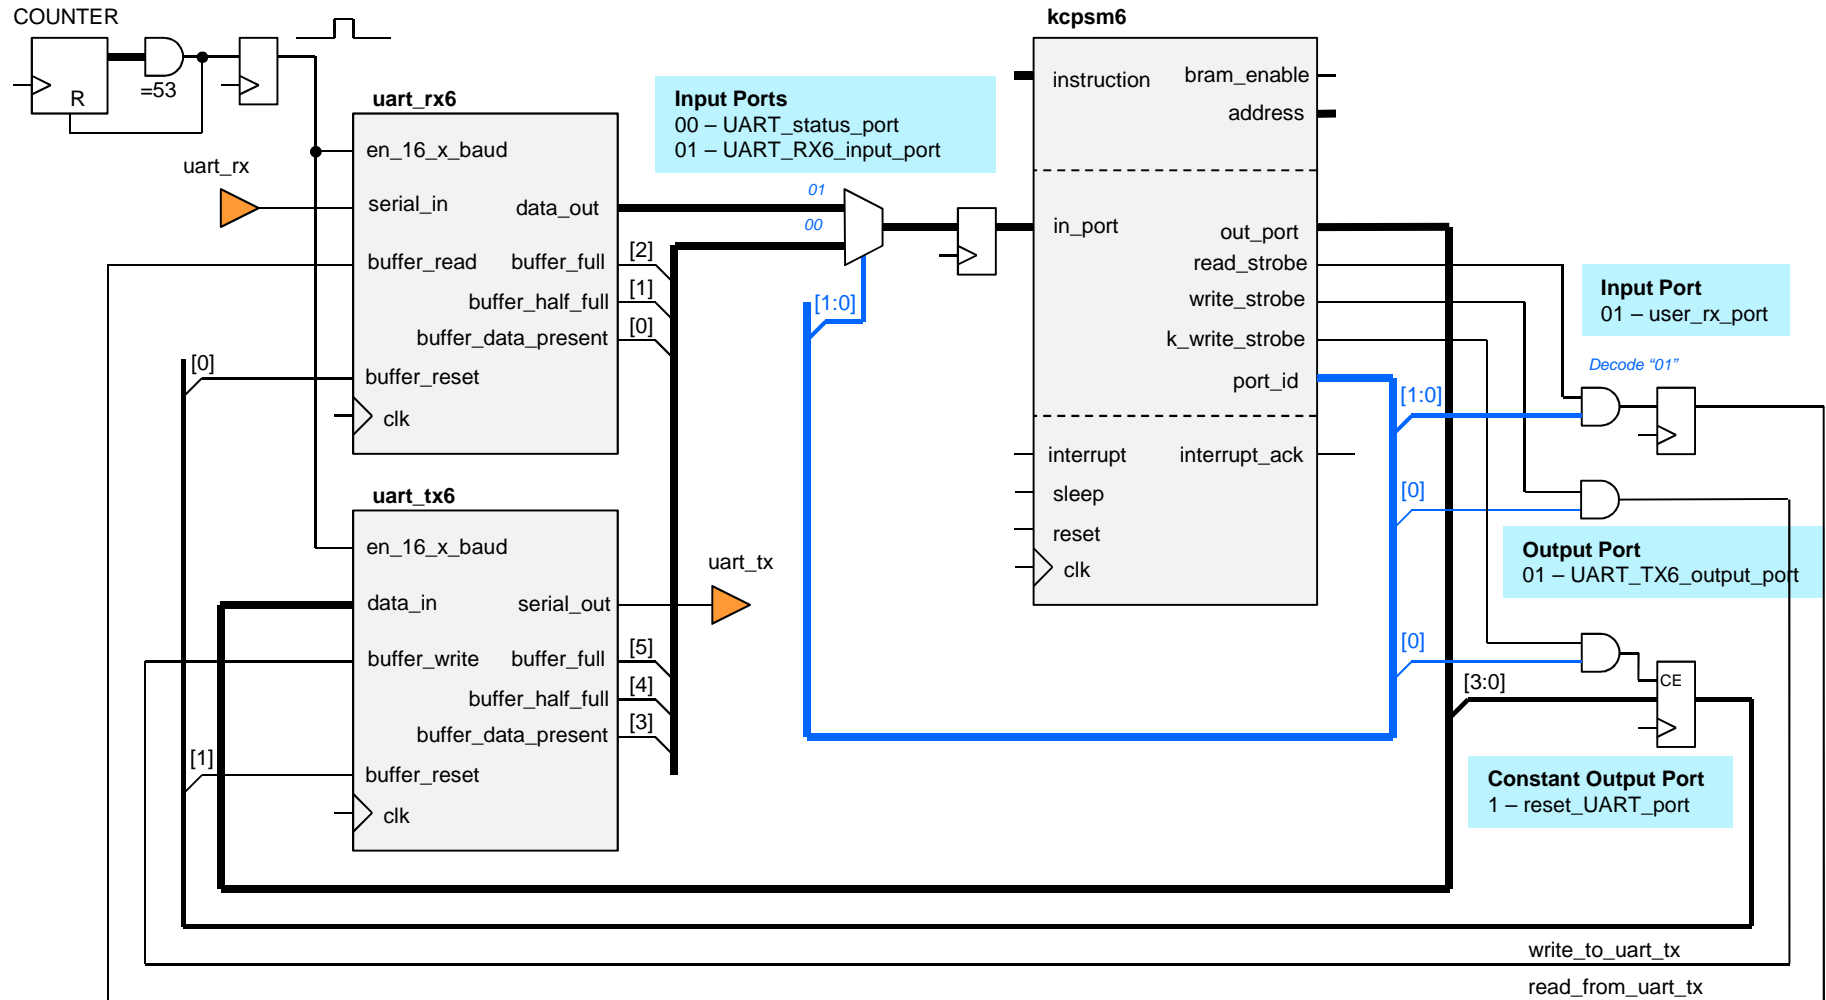 COUNTER
R
=53
uart_rx6
en_16_x_baud
uart_rx
serial_in
data_out
buffer_read
buffer_full
[2]
buffer_half_full
[1]
buffer_data_present
[0]
[0]
buffer_reset
clk
Input Ports
00 – UART_status_port
01 – UART_RX6_input_port
01
00
[1:0]
kcpsm6
instruction
bram_enable
address
in_port
out_port
read_strobe
write_strobe
k_write_strobe
port_id
interrupt
interrupt_ack
sleep
reset
clk
Input Port
01 – user_rx_port
Decode “01”
[1:0]
[0]
Output Port
01 – UART_TX6_output_port
[0]
[3:0]
CE
Constant Output Port
1 – reset_UART_port
uart_tx6
en_16_x_baud
data_in
serial_out
uart_tx
buffer_write
buffer_full
[5]
buffer_half_full
[4]
buffer_data_present
[3]
[1]
buffer_reset
clk
write_to_uart_tx
read_from_uart_tx